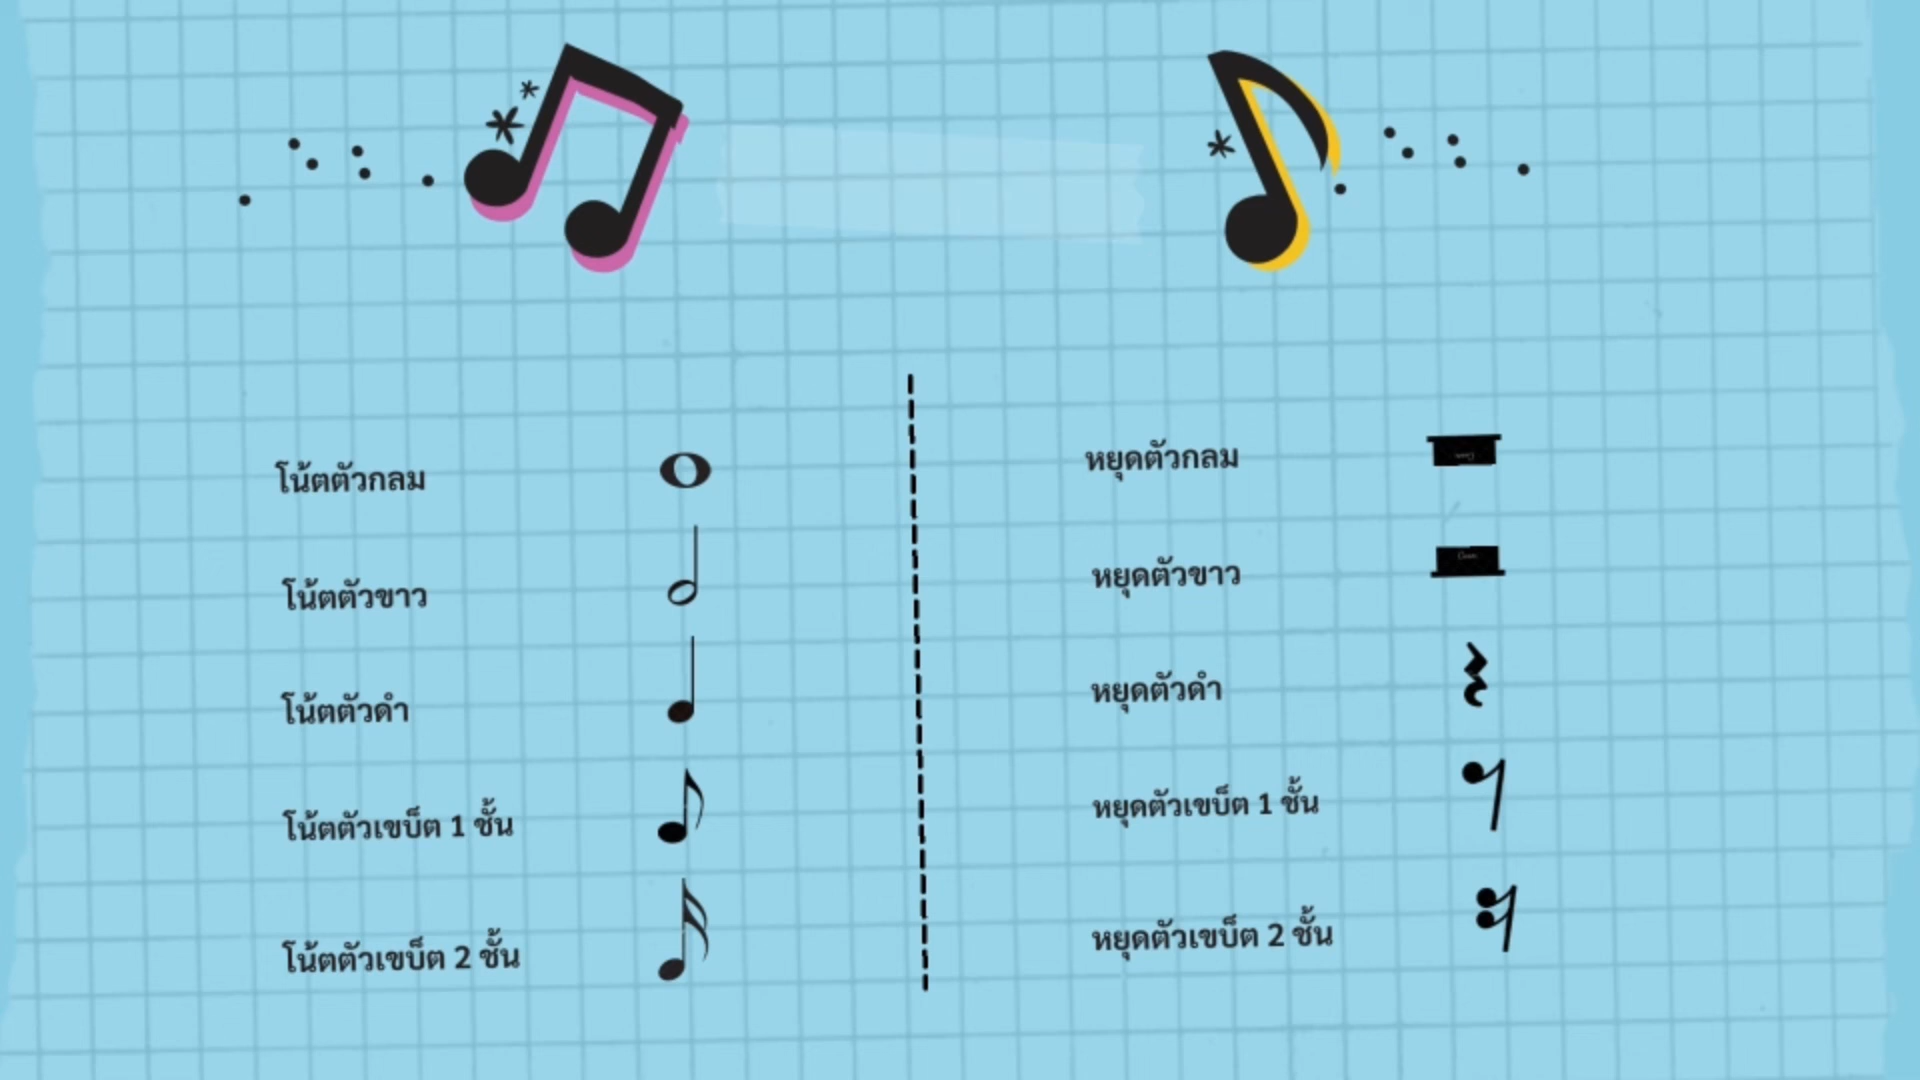 โน้ตตัวกลม
โน้ตตัวขาว
โน้ตตัวดำ
โน้ตตัวเขบ็ต 1 ชั้น
โน้ตตัวเขบ็ต 2 ชั้น
หยุดตัวกลม
หยุดตัวขาว
หยุดตัวดำ
หยุดตัวเขบ็ต 1 ชั้น
หยุดตัวเขบ็ต 2 ชั้น